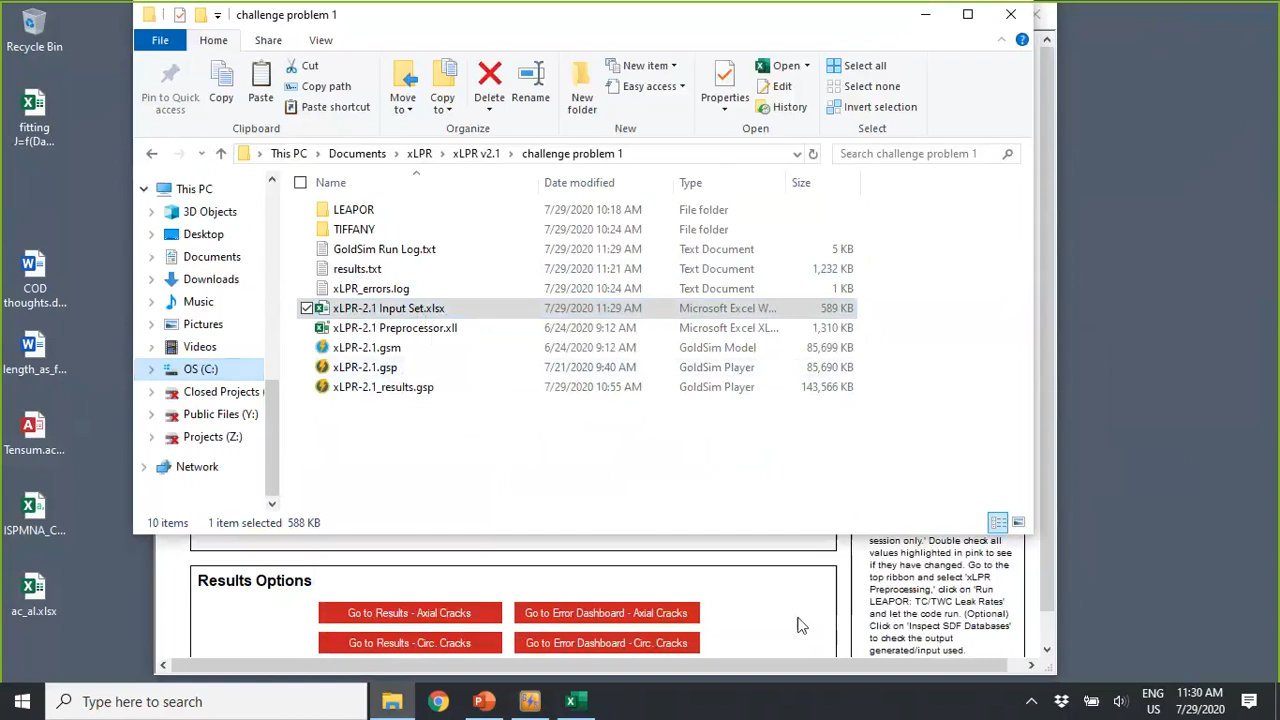 challenge problem 1
File
Home
Share
View
Pin to Quick access
Copy
Paste
Cut
Copy path
Paste shortcut
Clipboard
Move to
Copy to
Delete
Rename
Organize
New folder
New item
Easy access
New
Properties
Open
Edit
History
Open
Select all
Select none
Invert selection
Select
This PC
Documents
xLPR
xLPR v2.1
challenge problem 1
Search challenge problem 1
This PC
3D Objects
Desktop
Documents
Downloads
Music
Pictures
Videos
OS (C:)
Closed Projects (
Public Files (Y:)
Projects (Z:)
Network
Name Date modified Type Size
LEAPOR 7/29/2020 10:18 AM File folder
TIFFANY 7/29/2020 10:24 AM File folder
GoldSim Run Log.txt 7/29/2020 11:29 AM Text Document 5 KB
results.txt 7/29/2020 11:21 AM Text Document 1,232 KB
xLPR_errors.log 7/29/2020 10:24 AM Text Document 1 KB
xLPR-2.1 Input Set.xlsx 7/29/2020 11:29 AM Microsoft Excel W... 589 KB
xLPR-2.1 Preprocessor.xll 6/24/2020 9:12 AM Microsoft Excel XL... 1,310 KB
xLPR-2.1.gsm 6/24/2020 9:12 AM GoldSim Model 85,699 KB
xLPR-2.1.gsp 7/21/2020 9:40 AM GoldSim Player 85,690 KB
xLPR-2.1_results.gsp 7/29/2020 10:55 AM GoldSim Player 143,566 KB
10 items 1 item selected 588 KB
Recycle Bin
fitting
J=f(Da...
COD
thoughts.d...
xLPR_impl...
Tensum.ac...
ISPMNA_C...
ac_al.xlsx
Results Options
Go to Results - Axial Cracks
Go to Error Dashboard - Axial Cracks
Go to Results - Circ. Cracks
Go to Error Dashboard - Circ. Cracks
session only.' Double check all
values highlighted in pink to see
if they have changed. Go to the
top ribbon and select 'xLPR
Preprocessing,' click on 'Run
LEAPOR: TC/TWC Leak Rates'
and let the code run. (Optional)
Click on 'Inspect SDF Databases'
to check the output
generated/input used.
Type here to search
ENG
US
11:30 AM
7/29/2020